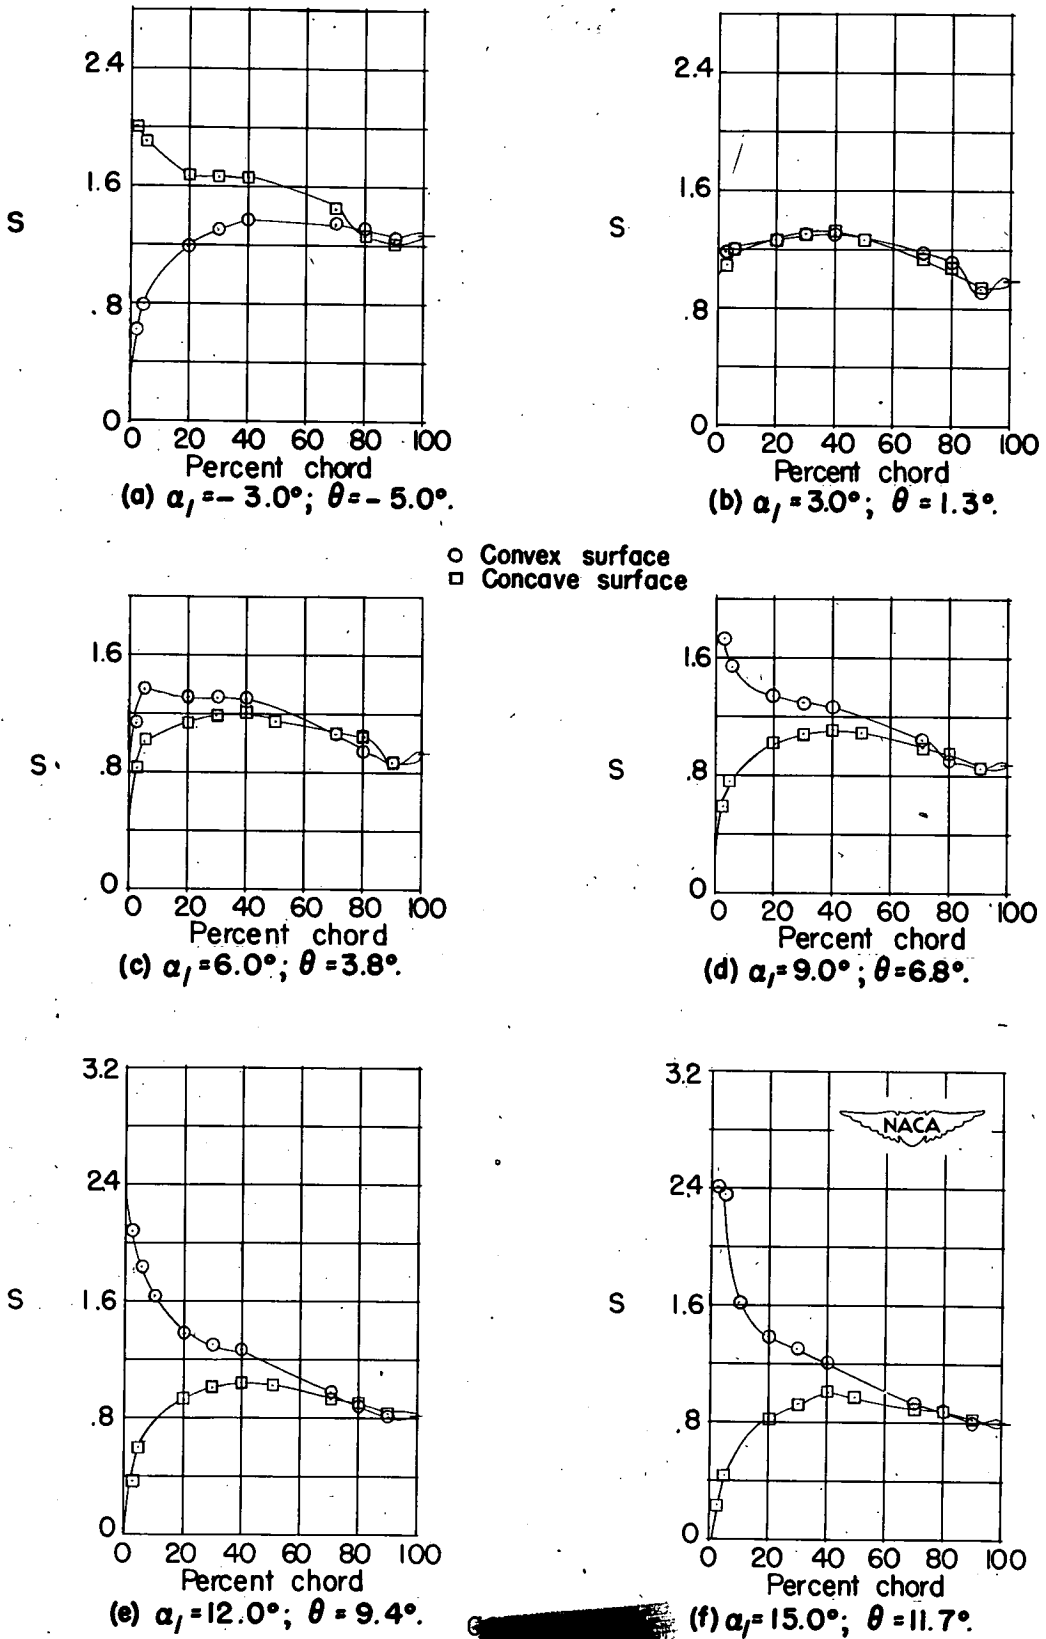 2.4
1.6
S
.8
0
0 20 40 60 80 100
Percent chord
(a) α₁ = - 3.0°; θ = - 5.0°.
2.4
1.6
S
.8
0
0 20 40 60 80 100
Percent chord
(b) α₁ = 3.0°; θ = 1.3°.
○ Convex surface
□ Concave surface
1.6
S
.8
0
0 20 40 60 80 100
Percent chord
(c) α₁ = 6.0°; θ = 3.8°.
1.6
S
.8
0
0 20 40 60 80 100
Percent chord
(d) α₁ = 9.0°; θ = 6.8°.
3.2
2.4
S
1.6
.8
0
0 20 40 60 80 100
Percent chord
(e) α₁ = 12.0°; θ = 9.4°.
3.2
NACA
2.4
S
1.6
.8
0
0 20 40 60 80 100
Percent chord
(f) α₁ = 15.0°; θ = 11.7°.